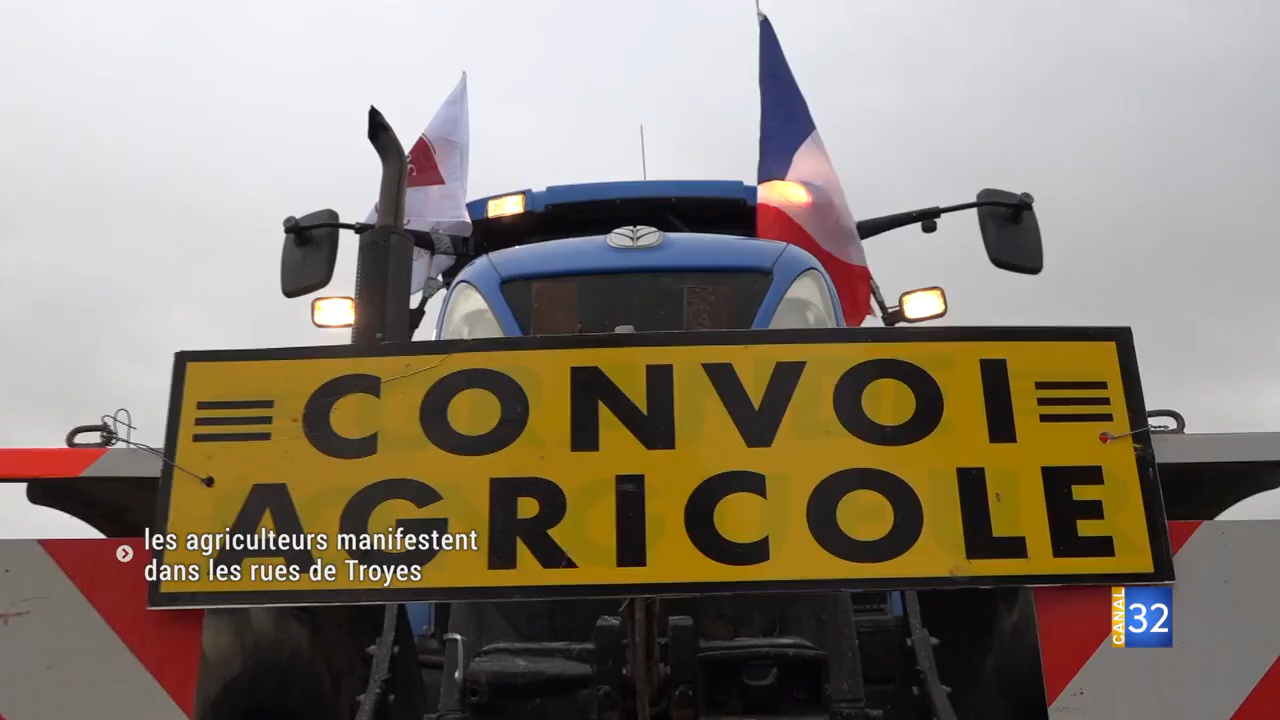 CONVOI
AGRICOLE
les agriculteurs manifestent
dans les rues de Troyes
CANAL
32